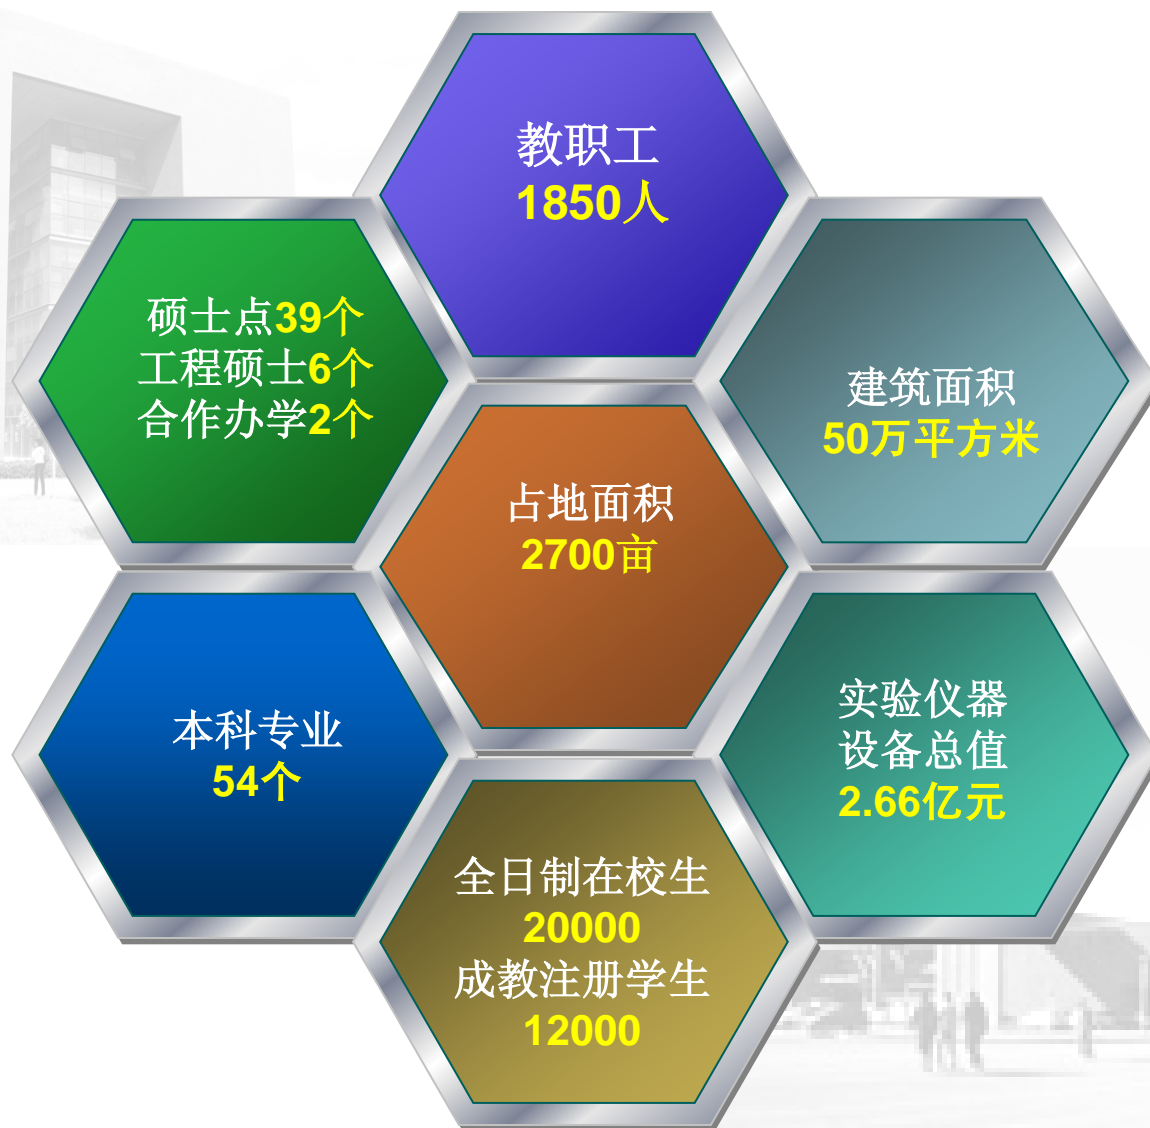 教职工
1850人
硕士点39个
工程硕士6个
合作办学2个
建筑面积
50万平方米
占地面积
2700亩
本科专业
54个
实验仪器
设备总值
2.66亿元
全日制在校生
20000
成教注册学生
12000